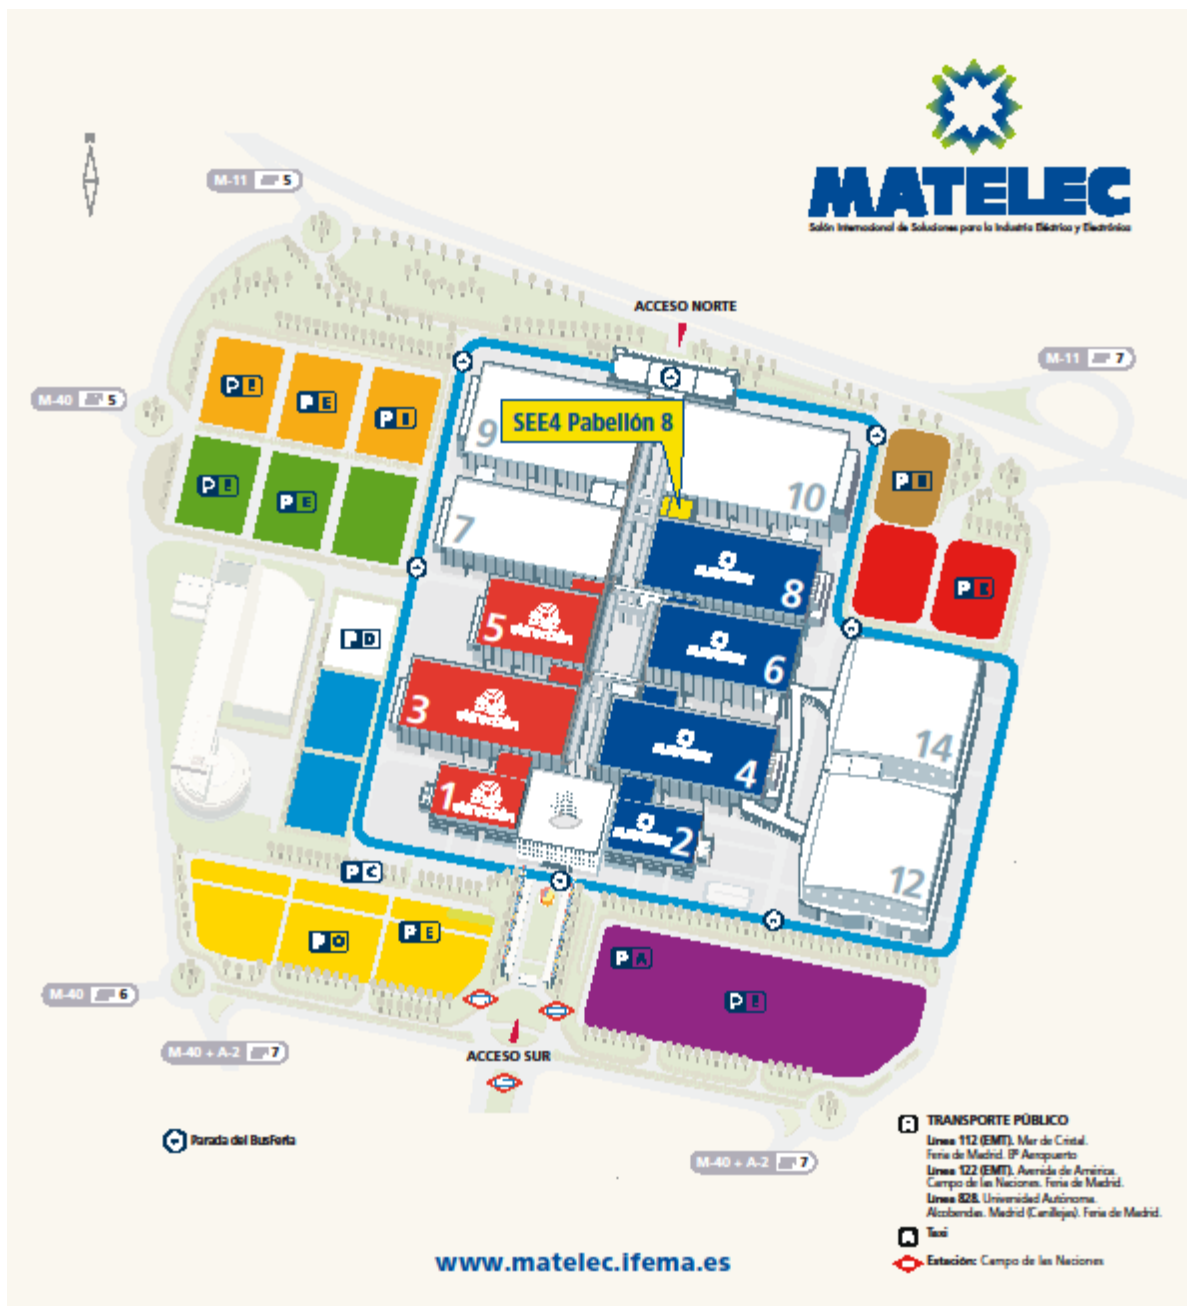 N
M-11 5
MATELEC
Salón Internacional de Soluciones para la Industria Eléctrica y Electrónica
ACCESO NORTE
M-11 7
M-40 5
P E
P I
SEE4 Pabellón 8
9
10
7
P E
8
5
6
P E
P D
3
14
4
1
2
12
P C
P E
P A
M-40 6
M-40 + A-2 7
ACCESO SUR
Parada del BusFeria
M-40 + A-2 7
TRANSPORTE PÚBLICO
Línea 112 (EMT). Mar de Cristal.
Feria de Madrid. Bº Aeropuerto
Línea 122 (EMT). Avenida de América.
Campo de las Naciones. Feria de Madrid.
Línea 828. Universidad Autónoma.
Alcobendas. Madrid (Canillejas). Feria de Madrid.
Taxi
Estación: Campo de las Naciones
www.matelec.ifema.es